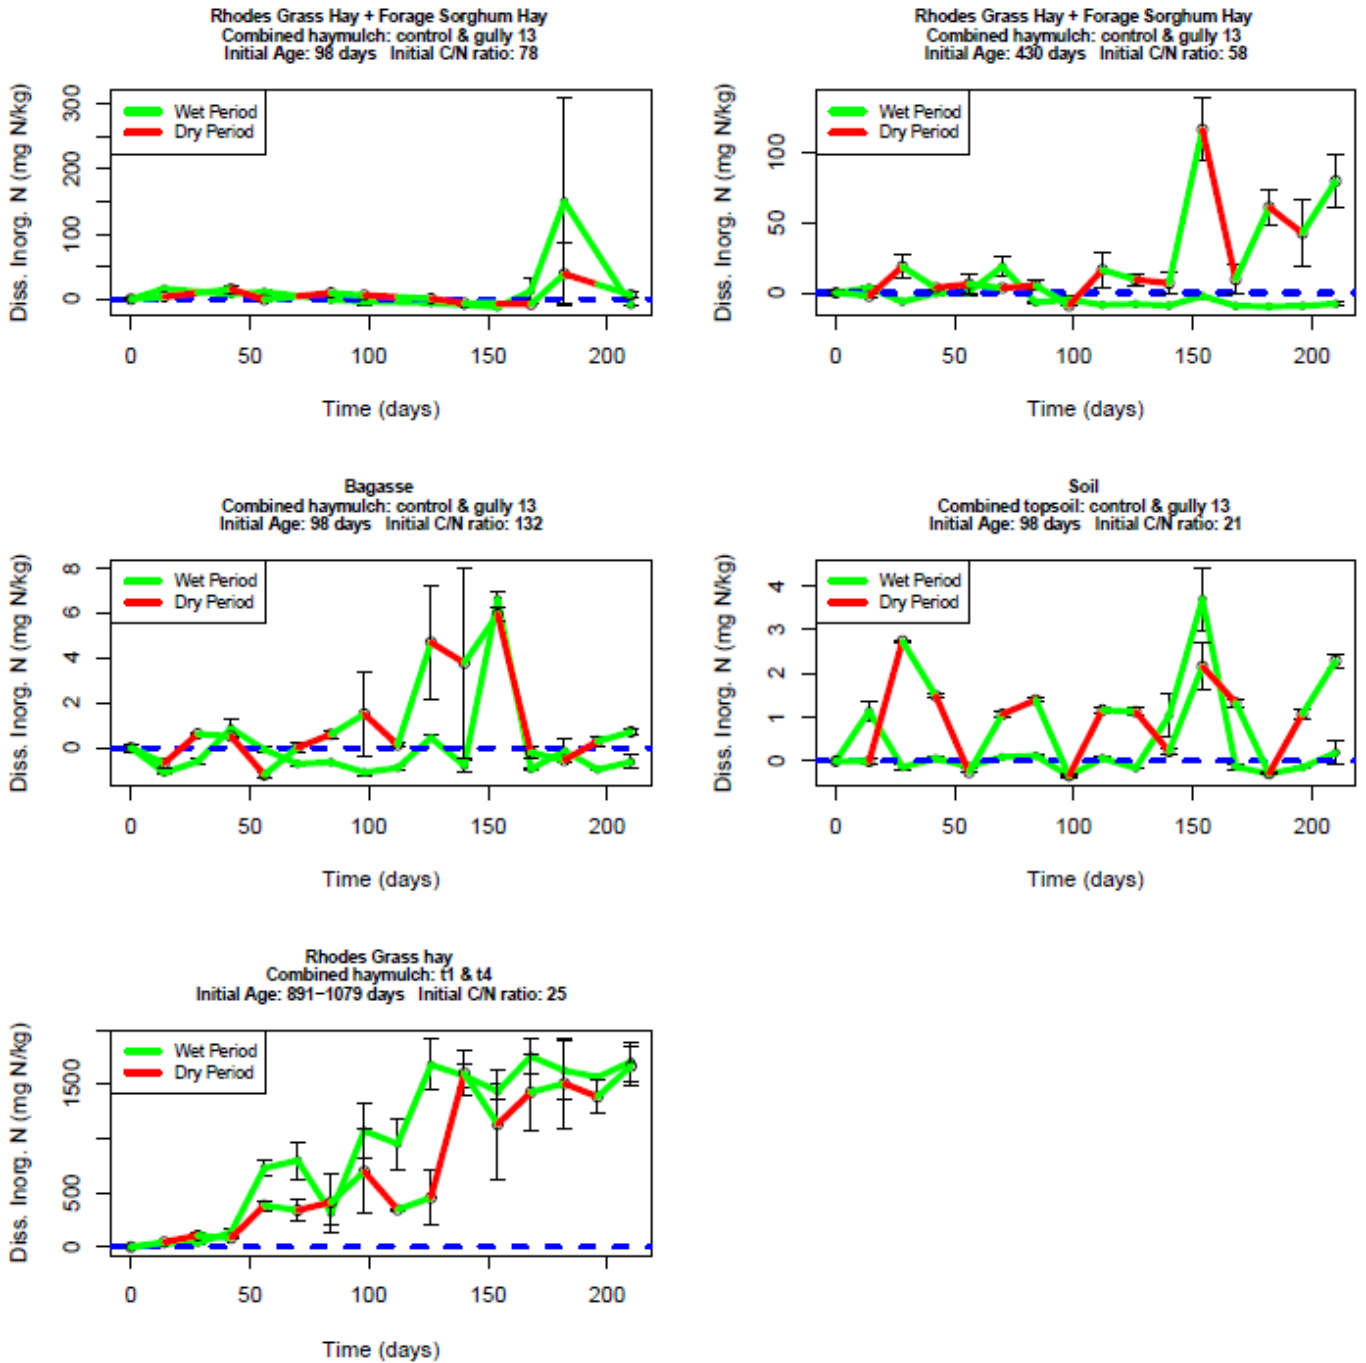 Rhodes Grass Hay + Forage Sorghum Hay
Combined haymulch: control & gully 13
Initial Age: 98 days Initial C/N ratio: 78
Diss. Inorg. N (mg N/kg)
300
200
100
0
Wet Period
Dry Period
0 50 100 150 200
Time (days)
Rhodes Grass Hay + Forage Sorghum Hay
Combined haymulch: control & gully 13
Initial Age: 430 days Initial C/N ratio: 58
Diss. Inorg. N (mg N/kg)
100
50
0
Wet Period
Dry Period
0 50 100 150 200
Time (days)
Bagasse
Combined haymulch: control & gully 13
Initial Age: 98 days Initial C/N ratio: 132
Diss. Inorg. N (mg N/kg)
8
6
4
2
0
Wet Period
Dry Period
0 50 100 150 200
Time (days)
Soil
Combined topsoil: control & gully 13
Initial Age: 98 days Initial C/N ratio: 21
Diss. Inorg. N (mg N/kg)
4
3
2
1
0
Wet Period
Dry Period
0 50 100 150 200
Time (days)
Rhodes Grass hay
Combined haymulch: t1 & t4
Initial Age: 891−1079 days Initial C/N ratio: 25
Diss. Inorg. N (mg N/kg)
1500
500
0
Wet Period
Dry Period
0 50 100 150 200
Time (days)